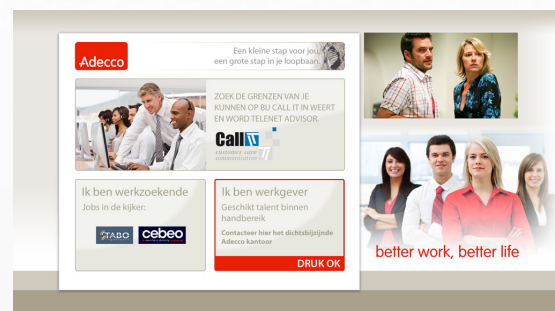 Adecco
Een kleine stap voor jou,
een grote stap in je loopbaan.
ZOEK DE GRENZEN VAN JE
KUNNEN OP BIJ CALL IT IN WEERT
EN WORD TELENET ADVISOR.
Call IT
customer care
communication
Ik ben werkzoekende
Jobs in de kijker:
TABO
cebeo
Ik ben werkgever
Geschikt talent binnen
handbereik
Contacteer hier het dichtsbijzijnde
Adecco kantoor
DRUK OK
better work, better life